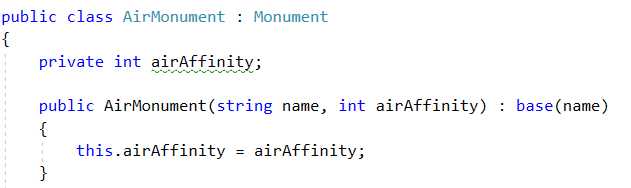 public class AirMonument : Monument
{
    private int airAffinity;

    public AirMonument(string name, int airAffinity) : base(name)
    {
        this.airAffinity = airAffinity;
    }